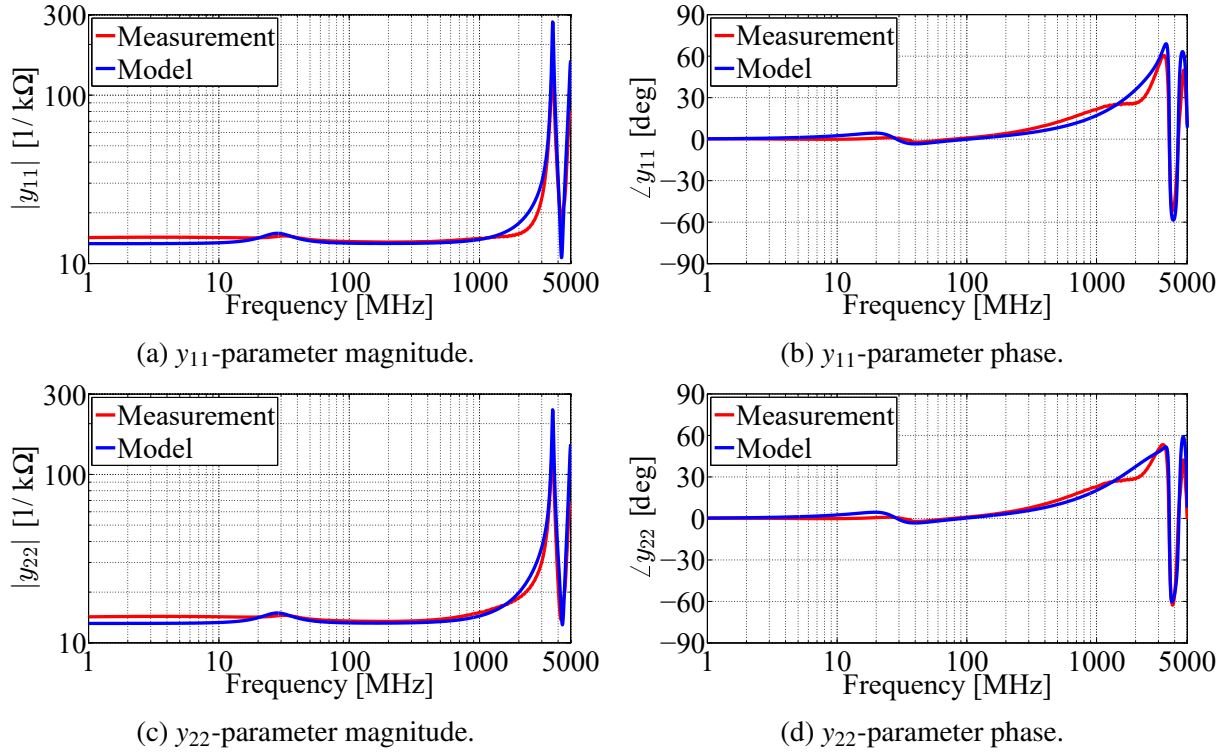 300
100
10
|y11| [1/ kΩ]
Measurement
Model
1 10 100 1000 5000
Frequency [MHz]
(a) y11-parameter magnitude.
90
60
30
0
−30
−60
−90
∠y11 [deg]
Measurement
Model
1 10 100 1000 5000
Frequency [MHz]
(b) y11-parameter phase.
300
100
10
|y22| [1/ kΩ]
Measurement
Model
1 10 100 1000 5000
Frequency [MHz]
(c) y22-parameter magnitude.
90
60
30
0
−30
−60
−90
∠y22 [deg]
Measurement
Model
1 10 100 1000 5000
Frequency [MHz]
(d) y22-parameter phase.